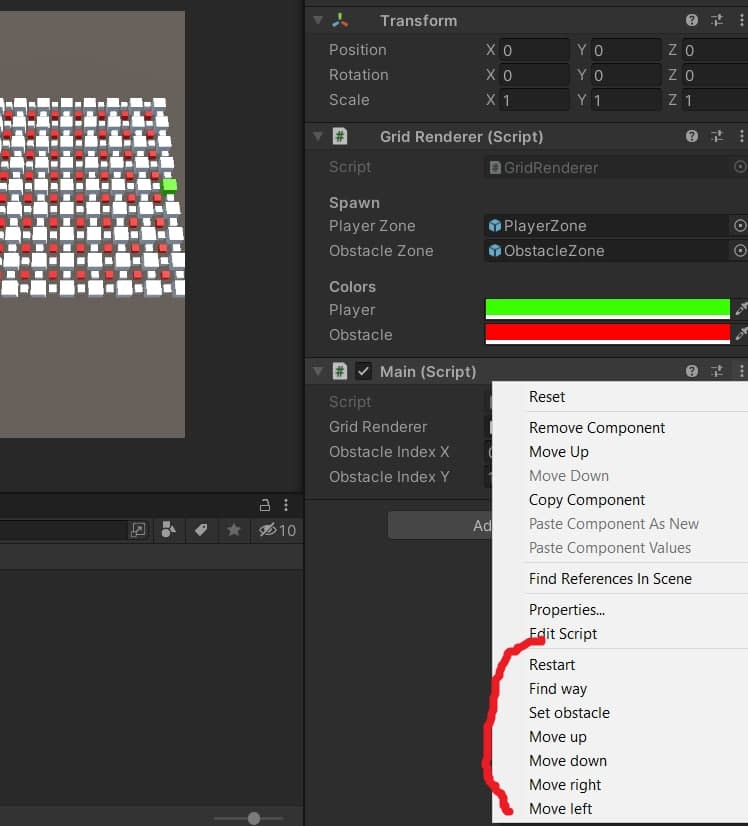 Transform
Position X 0 Y 0 Z 0
Rotation X 0 Y 0 Z 0
Scale X 1 Y 1 Z 1
# Grid Renderer (Script)
Script # GridRenderer
Spawn
Player Zone PlayerZone
Obstacle Zone ObstacleZone
Colors
Player
Obstacle
# Main (Script)
Script
Grid Renderer
Obstacle Index X
Obstacle Index Y
Reset
Remove Component
Move Up
Move Down
Copy Component
Paste Component As New
Paste Component Values
Find References In Scene
Properties...
Edit Script
Restart
Find way
Set obstacle
Move up
Move down
Move right
Move left
Ad
10